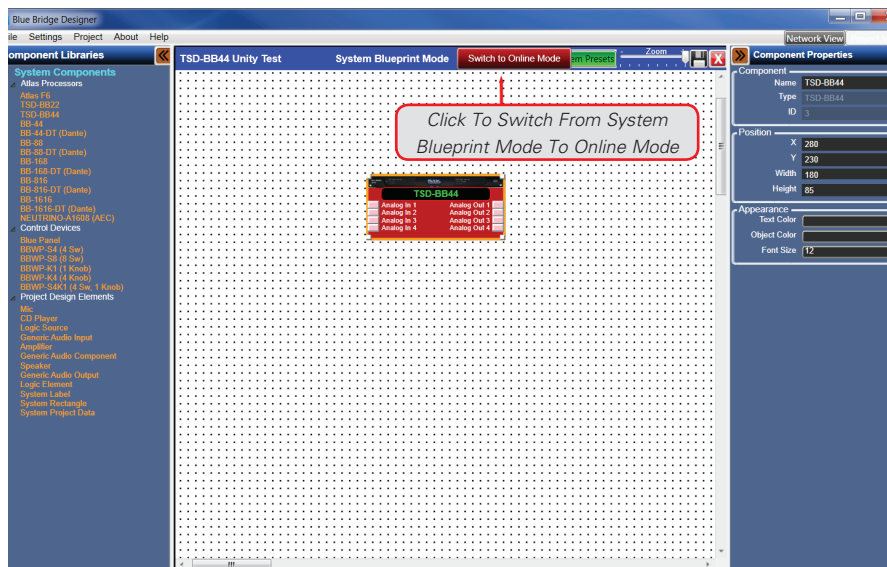 Blue Bridge Designer
ile Settings Project About Help
Network View
omponent Libraries
TSD-BB44 Unity Test System Blueprint Mode Switch to Online Mode em Presets Zoom X
Component Properties
System Components
Atlas Processors
Atlas F6
TSD-BB22
TSD-BB44
BB-44
BB-44-DT (Dante)
BB-88
BB-88-DT (Dante)
BB-168
BB-168-DT (Dante)
BB-816
BB-816-DT (Dante)
BB-1616
BB-1616-DT (Dante)
NEUTRINO-A1608 (AEC)
Control Devices
Blue Panel
BBWP-S4 (4 Sw)
BBWP-S8 (8 Sw)
BBWP-K1 (1 Knob)
BBWP-K4 (4 Knob)
BBWP-S4K1 (4 Sw, 1 Knob)
Project Design Elements
Mic
CD Player
Logic Source
Generic Audio Input
Amplifier
Generic Audio Component
Speaker
Generic Audio Output
Logic Element
System Label
System Rectangle
System Project Data
Click To Switch From System
Blueprint Mode To Online Mode
TSD-BB44
Analog In 1 Analog Out 1
Analog In 2 Analog Out 2
Analog In 3 Analog Out 3
Analog In 4 Analog Out 4
Component
Name TSD-BB44
Type TSD-BB44
ID 3
Position
X 280
Y 230
Width 180
Height 85
Appearance
Text Color
Object Color
Font Size 12